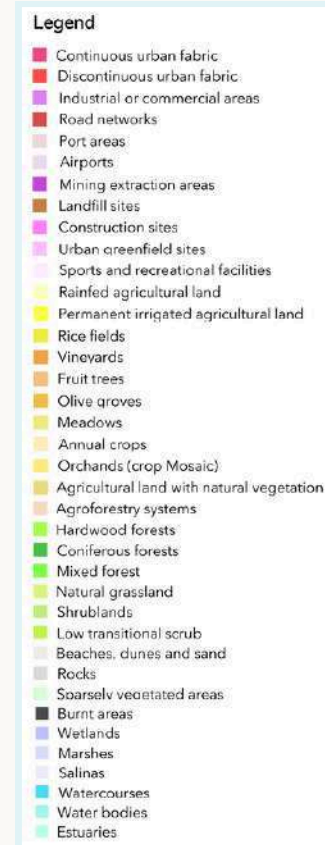 Legend
Continuous urban fabric
Discontinuous urban fabric
Industrial or commercial areas
Road networks
Port areas
Airports
Mining extraction areas
Landfill sites
Construction sites
Urban greenfield sites
Sports and recreational facilities
Rainfed agricultural land
Permanent irrigated agricultural land
Rice fields
Vineyards
Fruit trees
Olive groves
Meadows
Annual crops
Orchands (crop Mosaic)
Agricultural land with natural vegetation
Agroforestry systems
Hardwood forests
Coniferous forests
Mixed forest
Natural grassland
Shrublands
Low transitional scrub
Beaches, dunes and sand
Rocks
Sparsely vegetated areas
Burnt areas
Wetlands
Marshes
Salinas
Watercourses
Water bodies
Estuaries